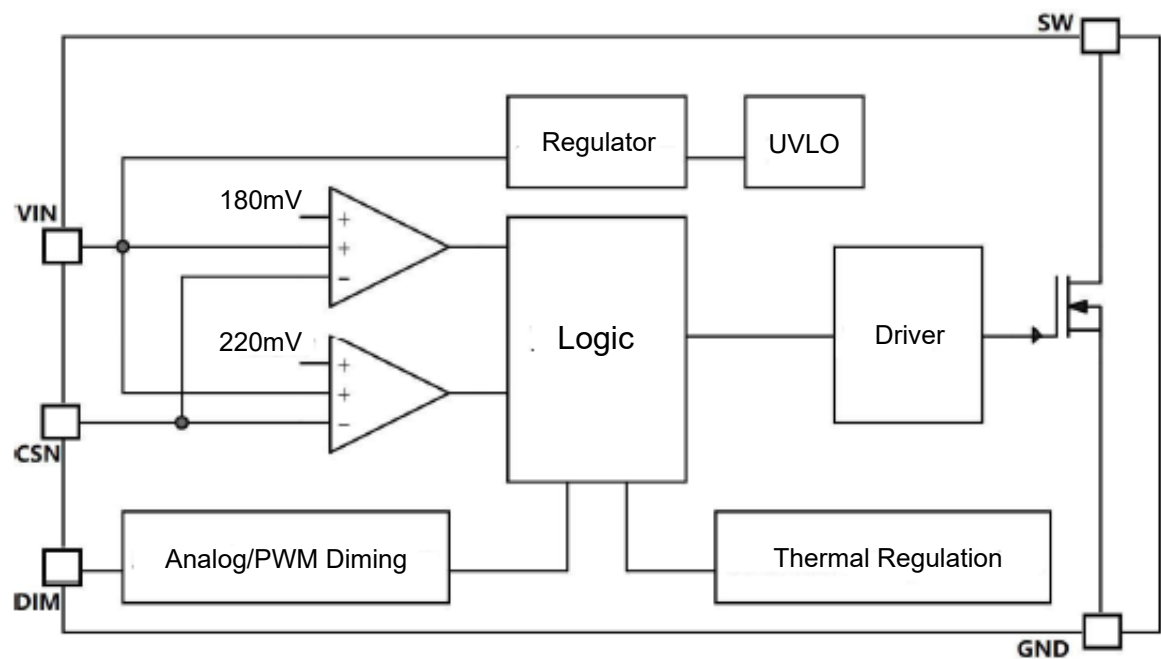 SW
Regulator
UVLO
180mV
+
+
−
VIN
220mV
+
+
−
Logic
Driver
CSN
Analog/PWM Diming
Thermal Regulation
DIM
GND